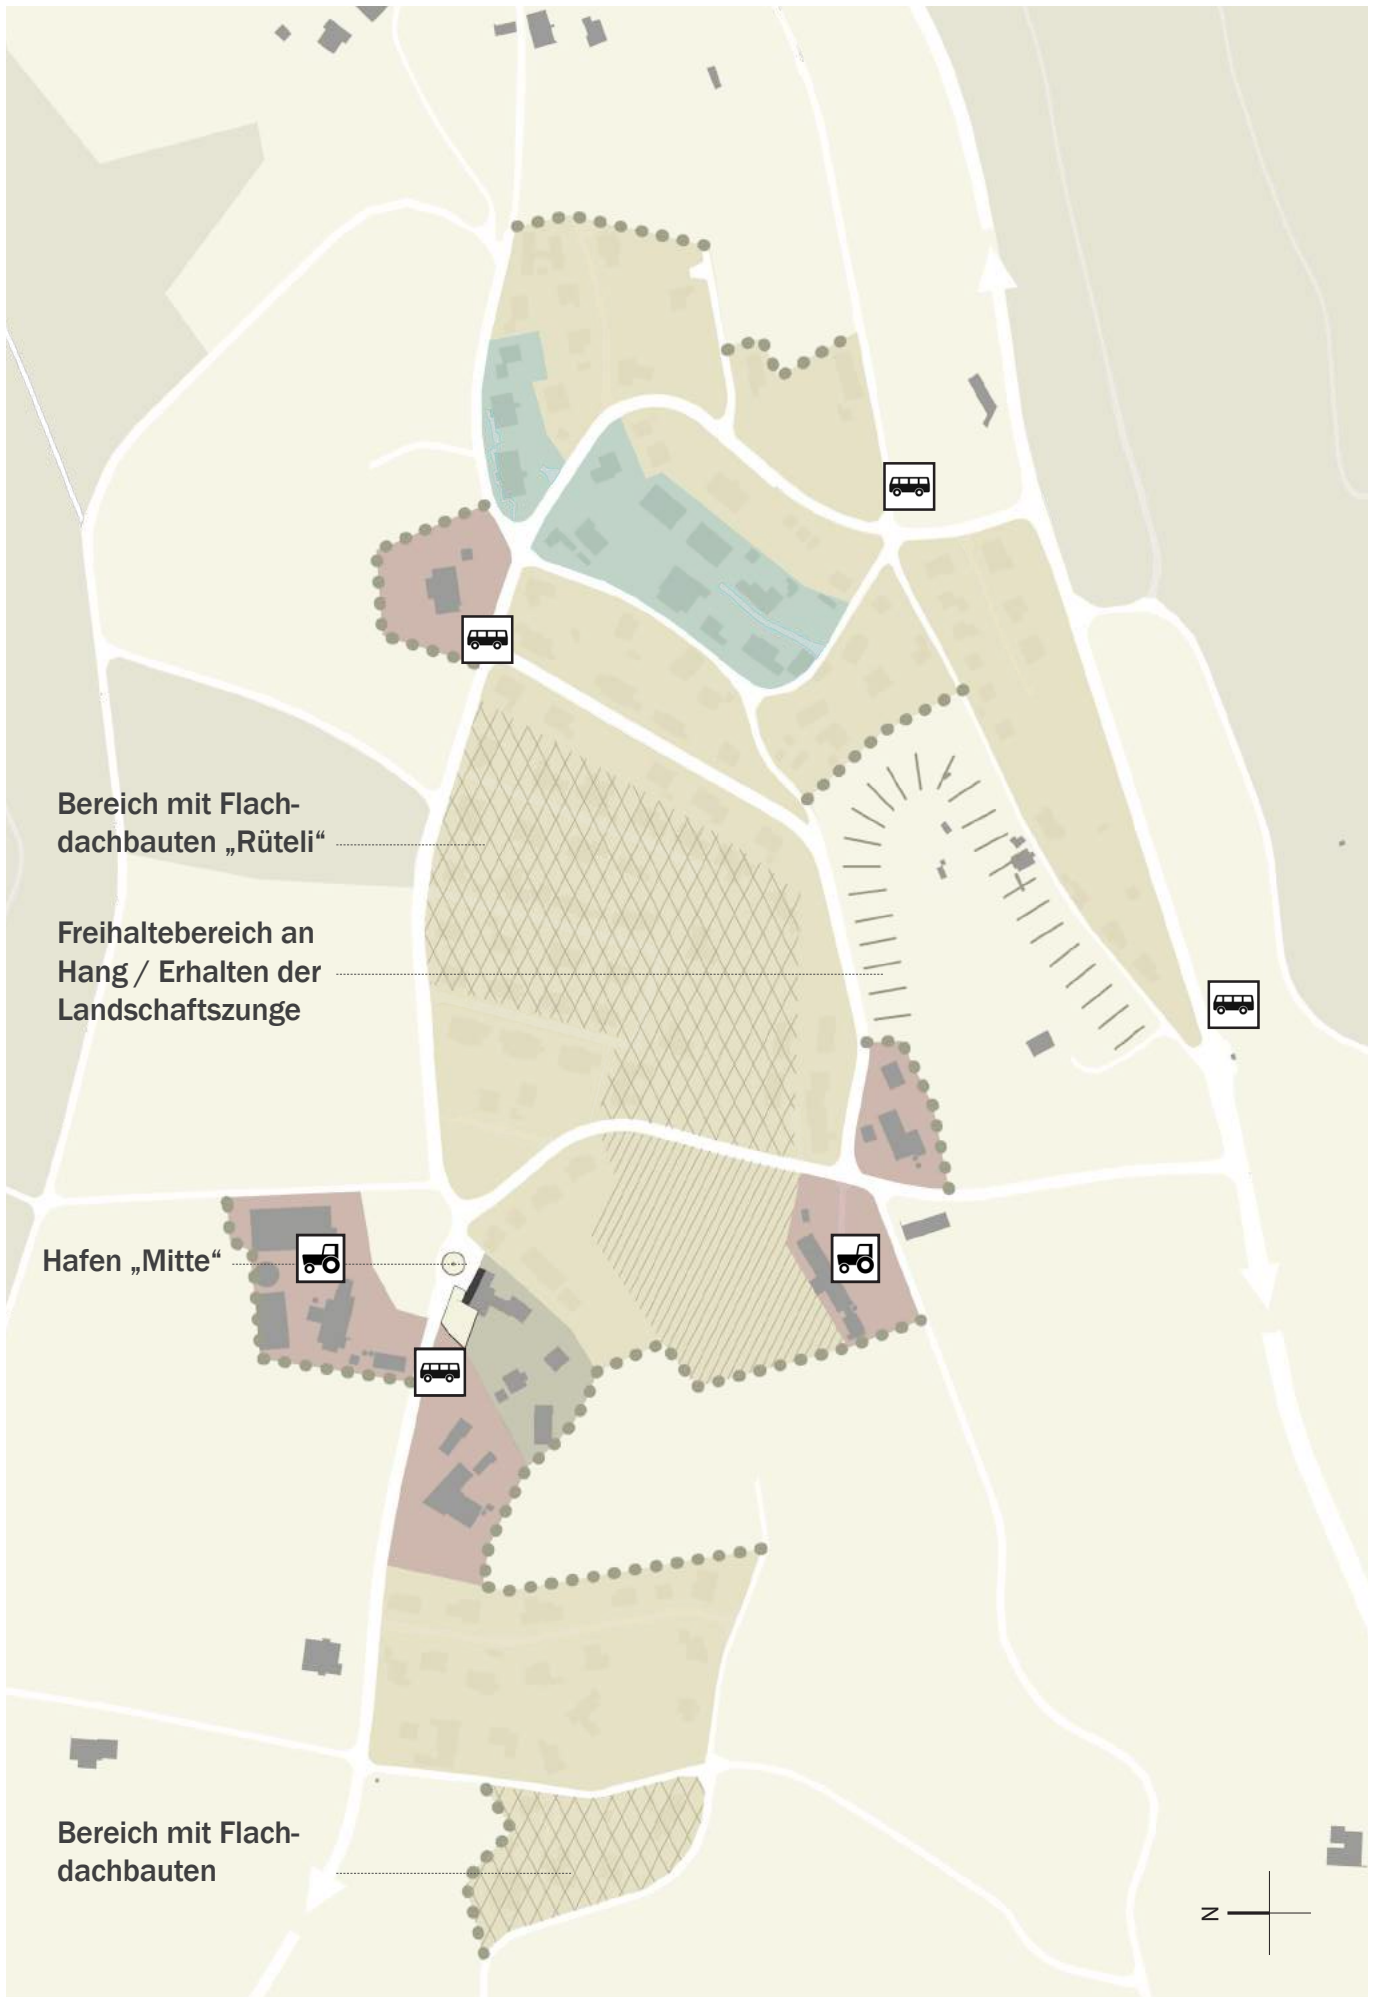 Bereich mit Flach-
dachbauten „Rüteli“
Freihaltebereich an
Hang / Erhalten der
Landschaftszunge
Hafen „Mitte“
Bereich mit Flach-
dachbauten
N